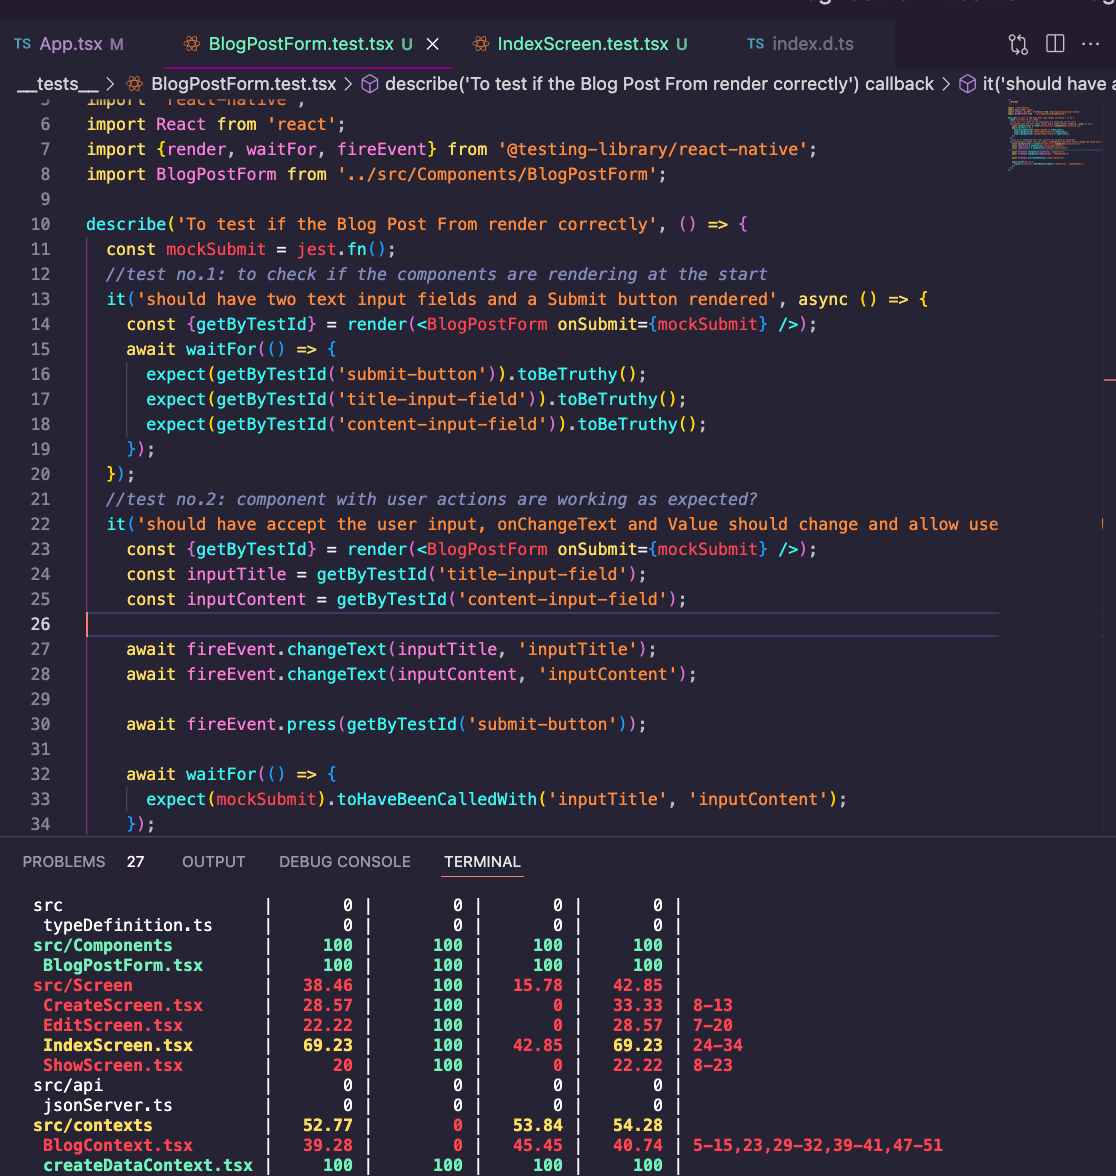 TS App.tsx M BlogPostForm.test.tsx U IndexScreen.test.tsx U TS index.d.ts
__tests__ > BlogPostForm.test.tsx > describe('To test if the Blog Post From render correctly') callback > it('should have a
5 import 'react-native';
6 import React from 'react';
7 import {render, waitFor, fireEvent} from '@testing-library/react-native';
8 import BlogPostForm from '../src/Components/BlogPostForm';
9
10 describe('To test if the Blog Post From render correctly', () => {
11 const mockSubmit = jest.fn();
12 //test no.1: to check if the components are rendering at the start
13 it('should have two text input fields and a Submit button rendered', async () => {
14 const {getByTestId} = render(<BlogPostForm onSubmit={mockSubmit} />);
15 await waitFor(() => {
16 expect(getByTestId('submit-button')).toBeTruthy();
17 expect(getByTestId('title-input-field')).toBeTruthy();
18 expect(getByTestId('content-input-field')).toBeTruthy();
19 });
20 });
21 //test no.2: component with user actions are working as expected?
22 it('should have accept the user input, onChangeText and Value should change and allow use
23 const {getByTestId} = render(<BlogPostForm onSubmit={mockSubmit} />);
24 const inputTitle = getByTestId('title-input-field');
25 const inputContent = getByTestId('content-input-field');
26
27 await fireEvent.changeText(inputTitle, 'inputTitle');
28 await fireEvent.changeText(inputContent, 'inputContent');
29
30 await fireEvent.press(getByTestId('submit-button'));
31
32 await waitFor(() => {
33 expect(mockSubmit).toHaveBeenCalledWith('inputTitle', 'inputContent');
34 });
PROBLEMS 27 OUTPUT DEBUG CONSOLE TERMINAL
src | 0 | 0 | 0 | 0 |
typeDefinition.ts | 0 | 0 | 0 | 0 |
src/Components | 100 | 100 | 100 | 100 |
BlogPostForm.tsx | 100 | 100 | 100 | 100 |
src/Screen | 38.46 | 100 | 15.78 | 42.85 |
CreateScreen.tsx | 28.57 | 100 | 0 | 33.33 | 8-13
EditScreen.tsx | 22.22 | 100 | 0 | 28.57 | 7-20
IndexScreen.tsx | 69.23 | 100 | 42.85 | 69.23 | 24-34
ShowScreen.tsx | 20 | 100 | 0 | 22.22 | 8-23
src/api | 0 | 0 | 0 | 0 |
jsonServer.ts | 0 | 0 | 0 | 0 |
src/contexts | 52.77 | 0 | 53.84 | 54.28 |
BlogContext.tsx | 39.28 | 0 | 45.45 | 40.74 | 5-15,23,29-32,39-41,47-51
createDataContext.tsx | 100 | 100 | 100 | 100 |